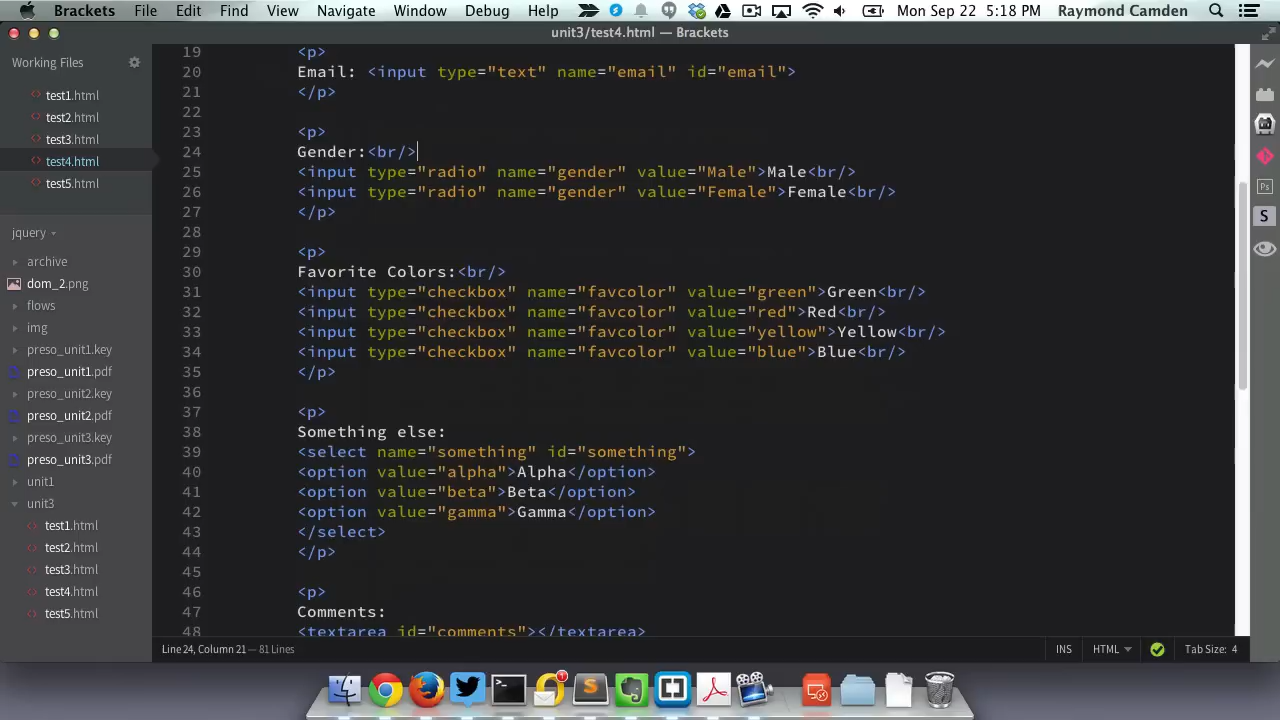 Brackets File Edit Find View Navigate Window Debug Help Mon Sep 22 5:18 PM Raymond Camden
unit3/test4.html — Brackets
Working Files
test1.html
test2.html
test3.html
test4.html
test5.html
jquery
archive
dom_2.png
flows
img
preso_unit1.key
preso_unit1.pdf
preso_unit2.key
preso_unit2.pdf
preso_unit3.key
preso_unit3.pdf
unit1
unit3
test1.html
test2.html
test3.html
test4.html
test5.html
19 <p>
20 Email: <input type="text" name="email" id="email">
21 </p>
22
23 <p>
24 Gender:<br/>
25 <input type="radio" name="gender" value="Male">Male<br/>
26 <input type="radio" name="gender" value="Female">Female<br/>
27 </p>
28
29 <p>
30 Favorite Colors:<br/>
31 <input type="checkbox" name="favcolor" value="green">Green<br/>
32 <input type="checkbox" name="favcolor" value="red">Red<br/>
33 <input type="checkbox" name="favcolor" value="yellow">Yellow<br/>
34 <input type="checkbox" name="favcolor" value="blue">Blue<br/>
35 </p>
36
37 <p>
38 Something else:
39 <select name="something" id="something">
40 <option value="alpha">Alpha</option>
41 <option value="beta">Beta</option>
42 <option value="gamma">Gamma</option>
43 </select>
44 </p>
45
46 <p>
47 Comments:
48 <textarea id="comments"></textarea>
Ps
S
Line 24, Column 21 — 81 Lines INS HTML Tab Size: 4